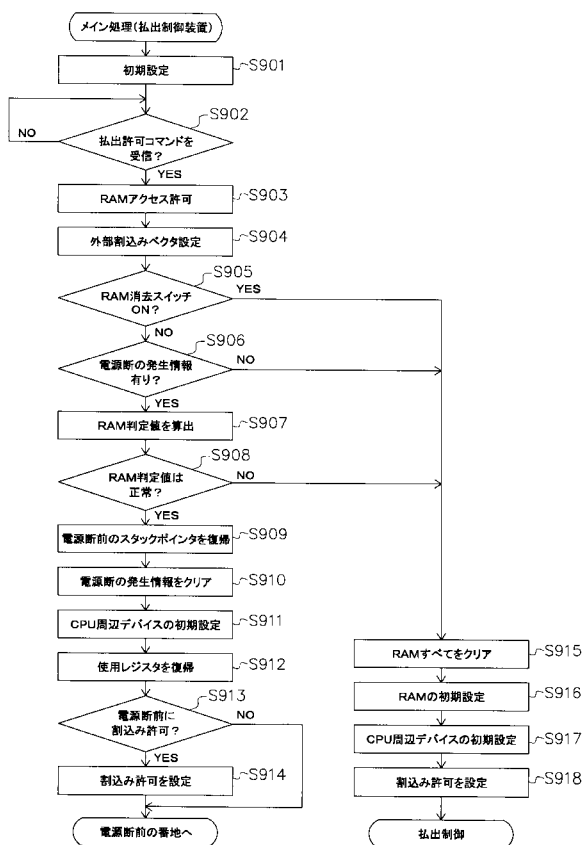 メイン処理(払出制御装置)
初期設定
S901
S902
NO
払出許可コマンドを
受信?
YES
RAMアクセス許可
S903
外部割込みベクタ設定
S904
S905
RAM消去スイッチ
ON?
YES
NO
S906
電源断の発生情報
有り?
NO
YES
RAM判定値を算出
S907
S908
RAM判定値は
正常?
NO
YES
電源断前のスタックポインタを復帰
S909
電源断の発生情報をクリア
S910
CPU周辺デバイスの初期設定
S911
使用レジスタを復帰
S912
S913
電源断前に
割込み許可?
NO
YES
割込み許可を設定
S914
電源断前の番地へ
RAMすべてをクリア
S915
RAMの初期設定
S916
CPU周辺デバイスの初期設定
S917
割込み許可を設定
S918
払出制御